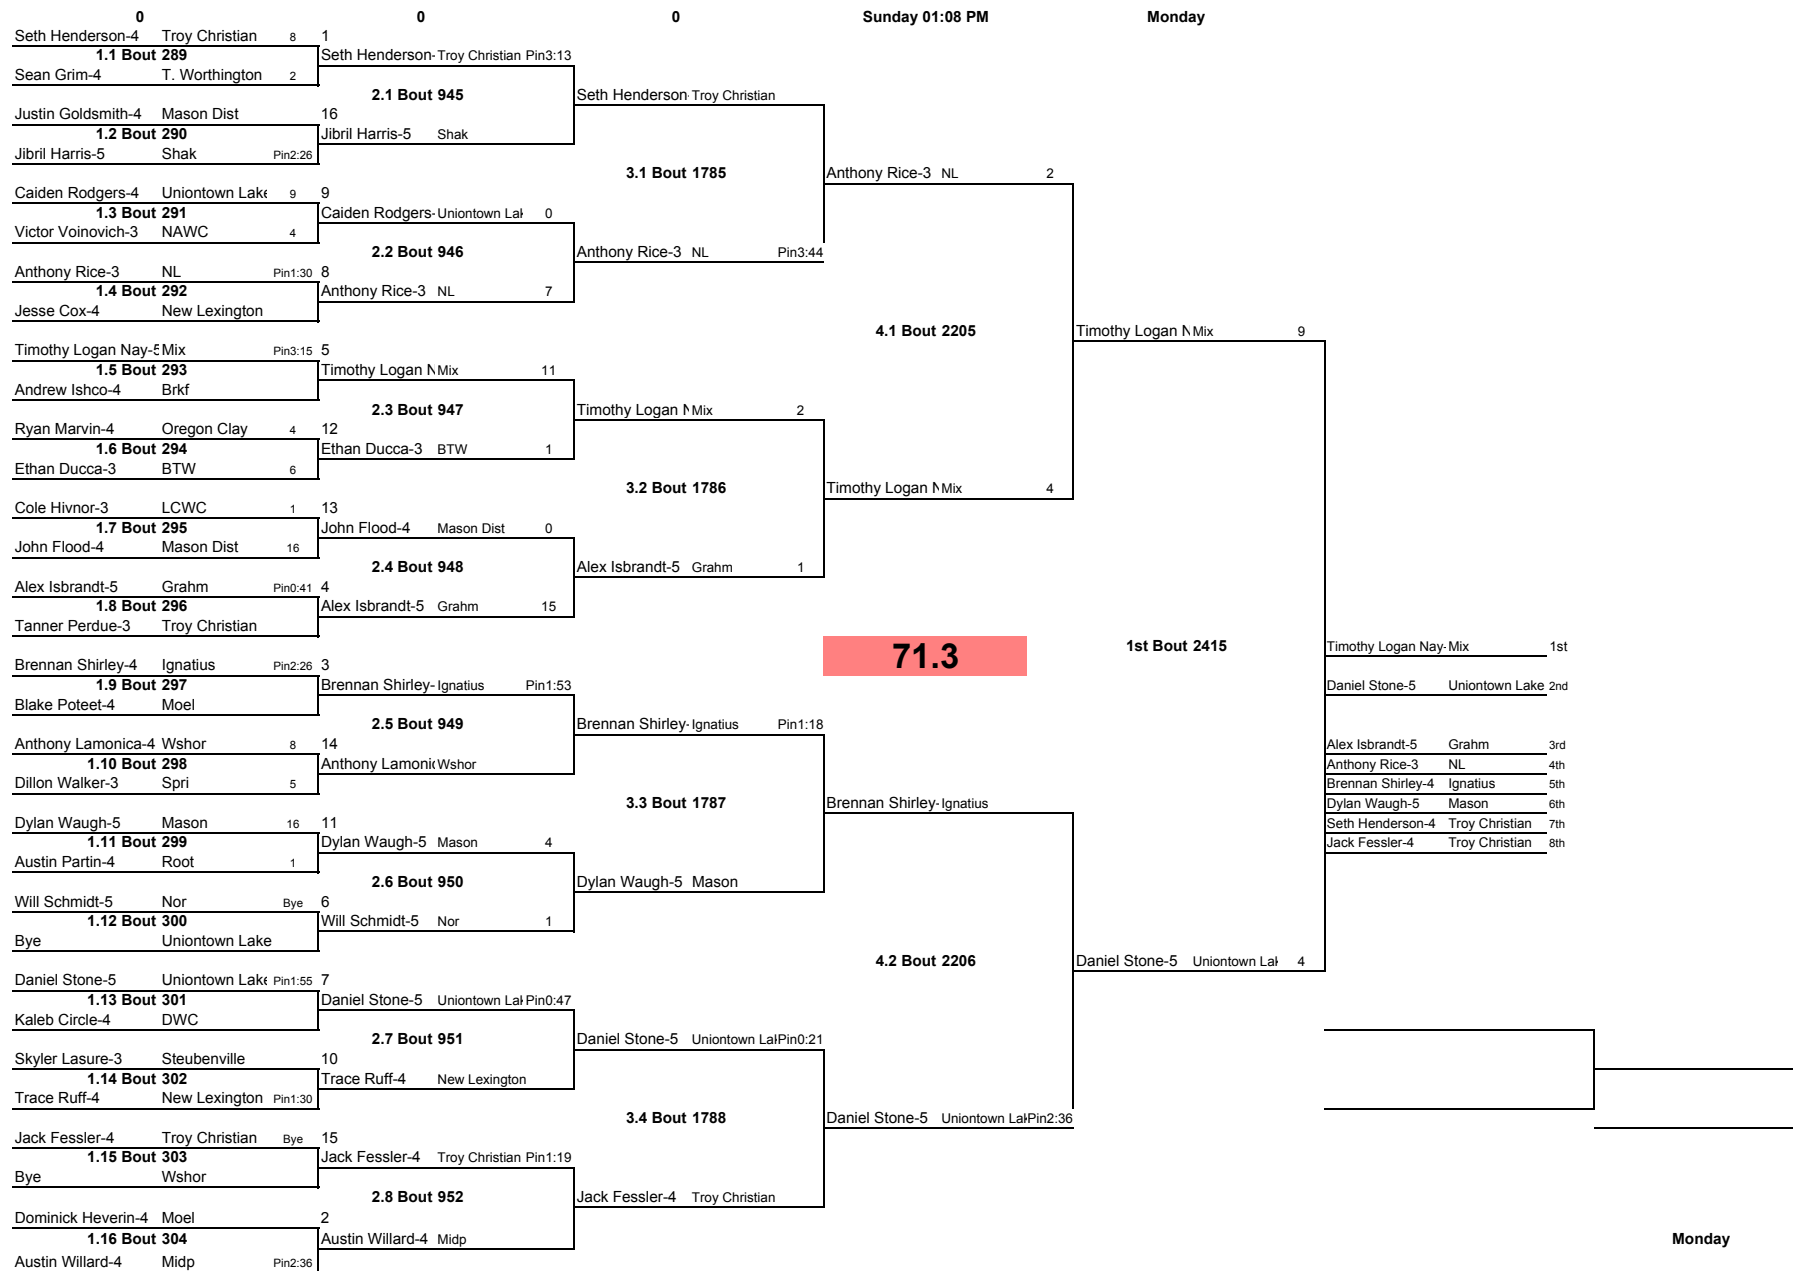 0 0 0 Sunday 01:08 PM Monday
Seth Henderson-4 Troy Christian 8 1
1.1 Bout 289 Seth Henderson- Troy Christian Pin3:13
Sean Grim-4 T. Worthington 2
2.1 Bout 945 Seth Henderson Troy Christian
Justin Goldsmith-4 Mason Dist 16
1.2 Bout 290 Jibril Harris-5 Shak
Jibril Harris-5 Shak Pin2:26
3.1 Bout 1785 Anthony Rice-3 NL 2
Caiden Rodgers-4 Uniontown Lake 9 9
1.3 Bout 291 Caiden Rodgers- Uniontown Lak 0
Victor Voinovich-3 NAWC 4
2.2 Bout 946 Anthony Rice-3 NL Pin3:44
Anthony Rice-3 NL Pin1:30 8
1.4 Bout 292 Anthony Rice-3 NL 7
Jesse Cox-4 New Lexington
4.1 Bout 2205 Timothy Logan N Mix 9
Timothy Logan Nay-5 Mix Pin3:15 5
1.5 Bout 293 Timothy Logan N Mix 11
Andrew Ishco-4 Brkf
2.3 Bout 947 Timothy Logan N Mix 2
Ryan Marvin-4 Oregon Clay 4 12
1.6 Bout 294 Ethan Ducca-3 BTW 1
Ethan Ducca-3 BTW 6
3.2 Bout 1786 Timothy Logan N Mix 4
Cole Hivnor-3 LCWC 1 13
1.7 Bout 295 John Flood-4 Mason Dist 0
John Flood-4 Mason Dist 16
2.4 Bout 948 Alex Isbrandt-5 Grahm 1
Alex Isbrandt-5 Grahm Pin0:41 4
1.8 Bout 296 Alex Isbrandt-5 Grahm 15
Tanner Perdue-3 Troy Christian
71.3 1st Bout 2415 Timothy Logan Nay- Mix 1st
Brennan Shirley-4 Ignatius Pin2:26 3
1.9 Bout 297 Brennan Shirley- Ignatius Pin1:53 Daniel Stone-5 Uniontown Lake 2nd
Blake Poteet-4 Moel
2.5 Bout 949 Brennan Shirley- Ignatius Pin1:18
Anthony Lamonica-4 Wshor 8 14 Alex Isbrandt-5 Grahm 3rd
1.10 Bout 298 Anthony Lamonic Wshor Anthony Rice-3 NL 4th
Dillon Walker-3 Spri 5 Brennan Shirley-4 Ignatius 5th
3.3 Bout 1787 Brennan Shirley- Ignatius Dylan Waugh-5 Mason 6th
Dylan Waugh-5 Mason 16 11 Seth Henderson-4 Troy Christian 7th
1.11 Bout 299 Dylan Waugh-5 Mason 4 Jack Fessler-4 Troy Christian 8th
Austin Partin-4 Root 1
2.6 Bout 950 Dylan Waugh-5 Mason
Will Schmidt-5 Nor Bye 6
1.12 Bout 300 Will Schmidt-5 Nor 1
Bye Uniontown Lake
4.2 Bout 2206 Daniel Stone-5 Uniontown Lak 4
Daniel Stone-5 Uniontown Lake Pin1:55 7
1.13 Bout 301 Daniel Stone-5 Uniontown Lak Pin0:47
Kaleb Circle-4 DWC
2.7 Bout 951 Daniel Stone-5 Uniontown Lak Pin0:21
Skyler Lasure-3 Steubenville 10
1.14 Bout 302 Trace Ruff-4 New Lexington
Trace Ruff-4 New Lexington Pin1:30
3.4 Bout 1788 Daniel Stone-5 Uniontown Lak Pin2:36
Jack Fessler-4 Troy Christian Bye 15
1.15 Bout 303 Jack Fessler-4 Troy Christian Pin1:19
Bye Wshor
2.8 Bout 952 Jack Fessler-4 Troy Christian
Dominick Heverin-4 Moel 2
1.16 Bout 304 Austin Willard-4 Midp Monday
Austin Willard-4 Midp Pin2:36